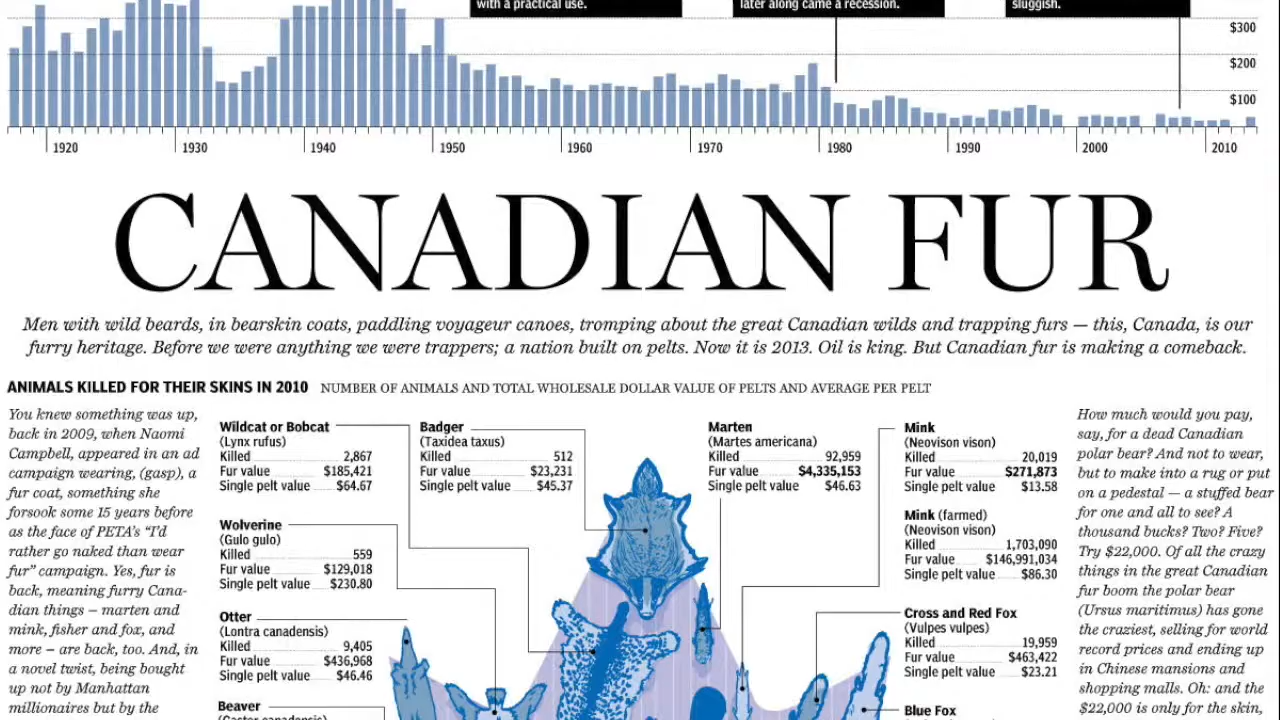 with a practical use.
later along came a recession.
sluggish.
$300
$200
$100
1920 1930 1940 1950 1960 1970 1980 1990 2000 2010
CANADIAN FUR
Men with wild beards, in bearskin coats, paddling voyageur canoes, tromping about the great Canadian wilds and trapping furs — this, Canada, is our
furry heritage. Before we were anything we were trappers; a nation built on pelts. Now it is 2013. Oil is king. But Canadian fur is making a comeback.
ANIMALS KILLED FOR THEIR SKINS IN 2010 NUMBER OF ANIMALS AND TOTAL WHOLESALE DOLLAR VALUE OF PELTS AND AVERAGE PER PELT
You knew something was up,
back in 2009, when Naomi
Campbell, appeared in an ad
campaign wearing, (gasp), a
fur coat, something she
forsook some 15 years before
as the face of PETA's "I'd
rather go naked than wear
fur" campaign. Yes, fur is
back, meaning furry Cana-
dian things – marten and
mink, fisher and fox, and
more – are back, too. And, in
a novel twist, being bought
up not by Manhattan
millionaires but by the
Wildcat or Bobcat
(Lynx rufus)
Killed 2,867
Fur value $185,421
Single pelt value $64.67
Wolverine
(Gulo gulo)
Killed 559
Fur value $129,018
Single pelt value $230.80
Otter
(Lontra canadensis)
Killed 9,405
Fur value $436,968
Single pelt value $46.46
Beaver
(Castor canadensis)
Badger
(Taxidea taxus)
Killed 512
Fur value $23,231
Single pelt value $45.37
Marten
(Martes americana)
Killed 92,959
Fur value $4,335,153
Single pelt value $46.63
Mink
(Neovison vison)
Killed 20,019
Fur value $271,873
Single pelt value $13.58
Mink (farmed)
(Neovison vison)
Killed 1,703,090
Fur value $146,991,034
Single pelt value $86.30
Cross and Red Fox
(Vulpes vulpes)
Killed 19,959
Fur value $463,422
Single pelt value $23.21
Blue Fox
How much would you pay,
say, for a dead Canadian
polar bear? And not to wear,
but to make into a rug or put
on a pedestal — a stuffed bear
for one and all to see? A
thousand bucks? Two? Five?
Try $22,000. Of all the crazy
things in the great Canadian
fur boom the polar bear
(Ursus maritimus) has gone
the craziest, selling for world
record prices and ending up
in Chinese mansions and
shopping malls. Oh: and the
$22,000 is only for the skin,